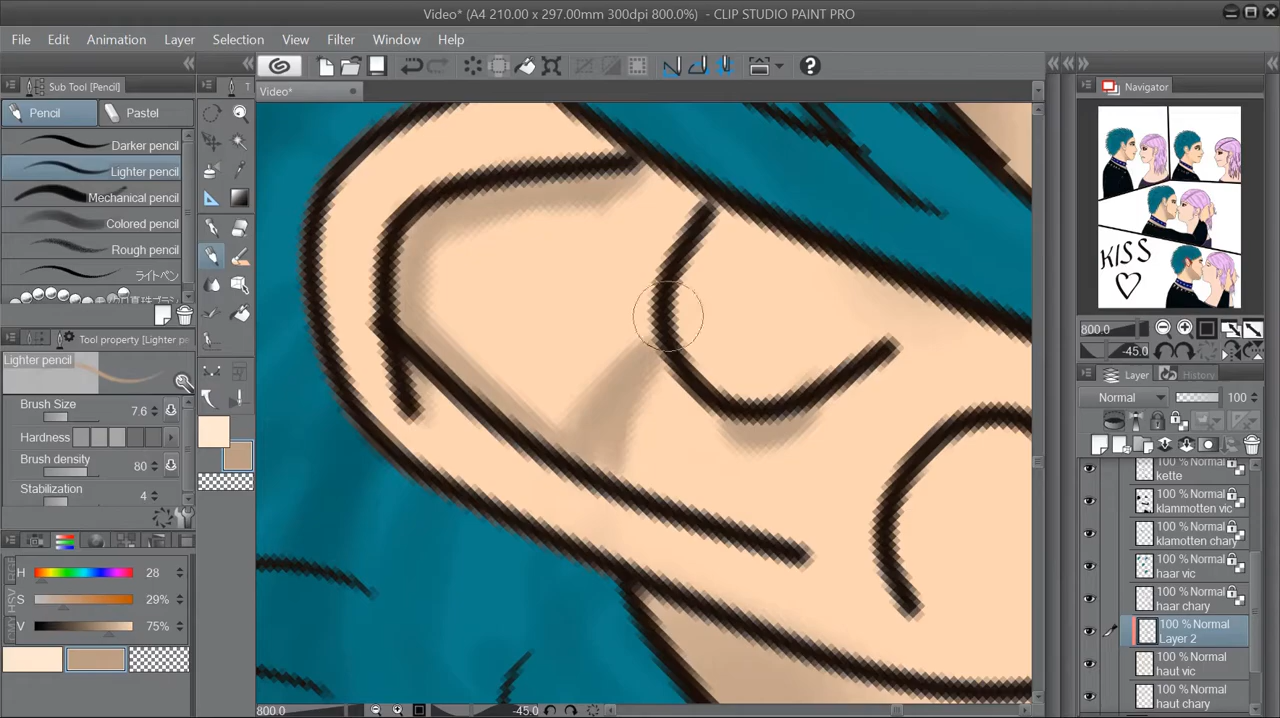 Video* (A4 210.00 x 297.00mm 300dpi 800.0%) - CLIP STUDIO PAINT PRO
File Edit Animation Layer Selection View Filter Window Help
Sub Tool [Pencil]
T
Video*
Navigator
Pencil
Pastel
Darker pencil
Lighter pencil
Mechanical pencil
Colored pencil
Rough pencil
ライトペン
KISS
800.0
-45.0
Tool property [Lighter pe
Lighter pencil
Brush Size 7.6
Hardness
Brush density 80
Stabilization 4
Layer
History
Normal 100
kette
100 % Normal
klammotten vic
100 % Normal
klamotten chary
100 % Normal
haar vic
100 % Normal
haar chary
100 % Normal
Layer 2
100 % Normal
haut vic
100 % Normal
haut chary
H 28
S 29%
V 75%
800.0
-45.0